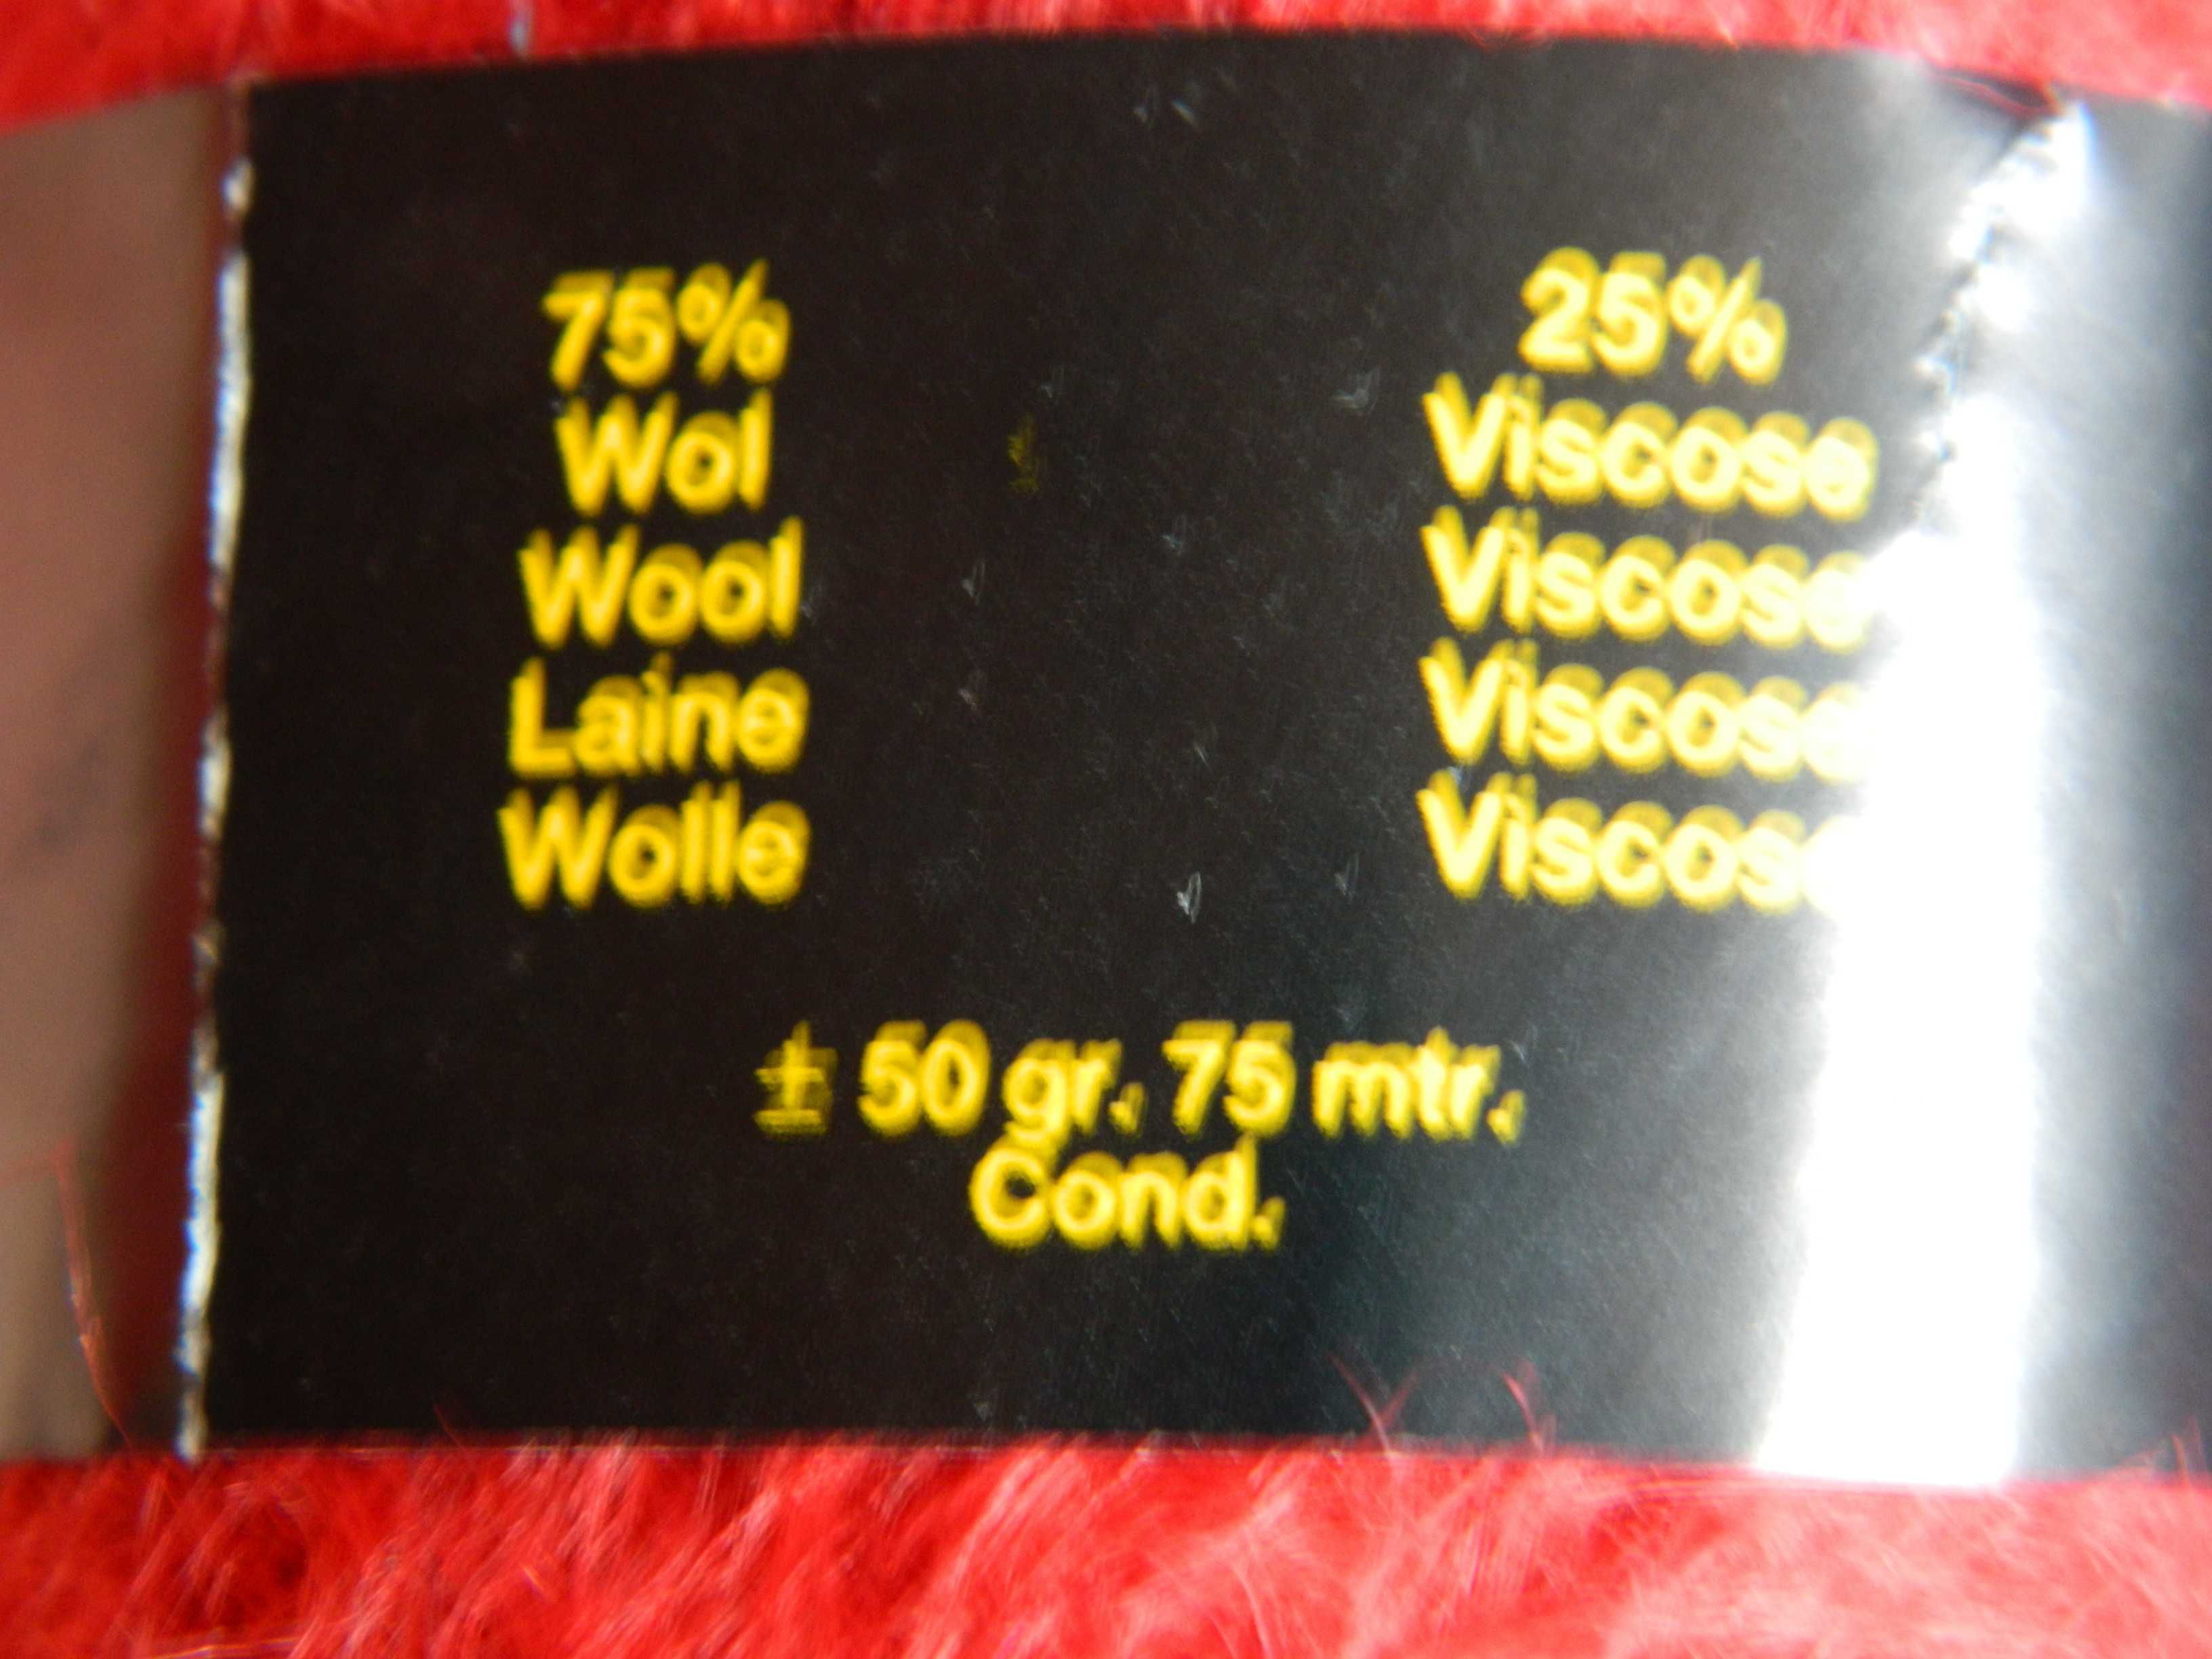 75%
Wol
Wool
Laine
Wolle
25%
Viscose
Viscose
Viscose
Viscose
± 50 gr. 75 mtr.
Cond.